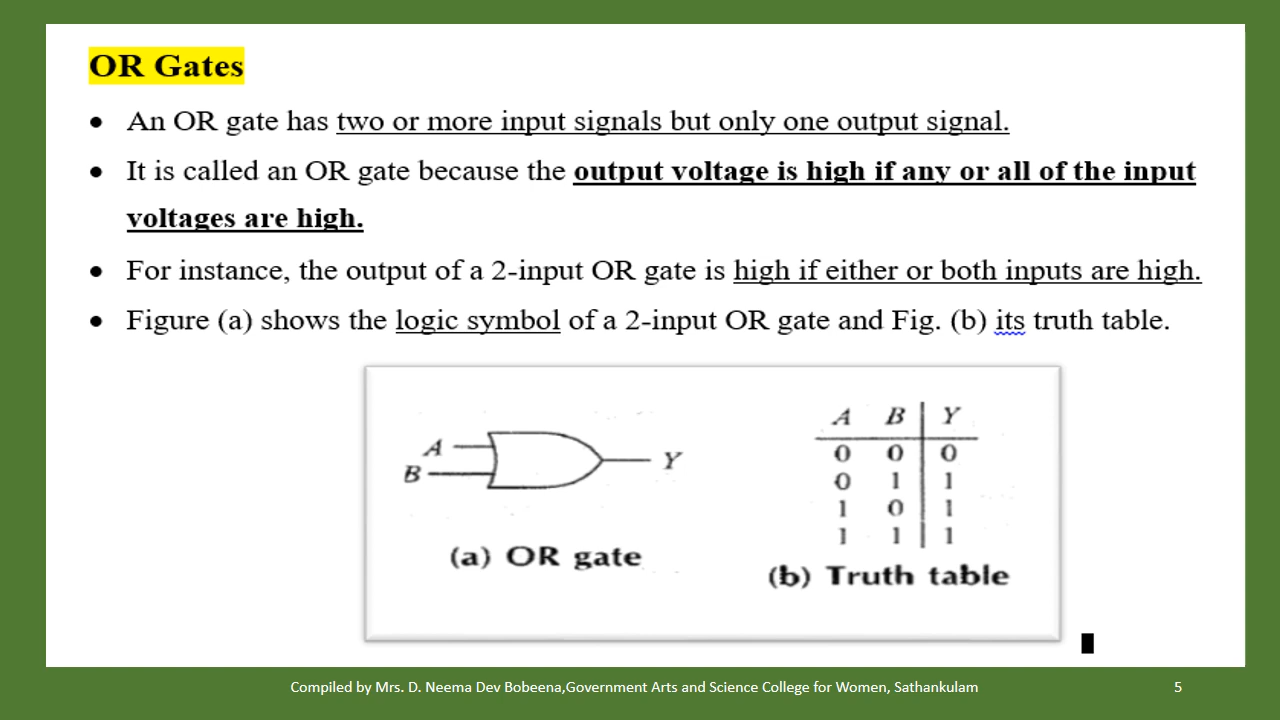 OR Gates
• An OR gate has two or more input signals but only one output signal.
• It is called an OR gate because the output voltage is high if any or all of the input
voltages are high.
• For instance, the output of a 2-input OR gate is high if either or both inputs are high.
• Figure (a) shows the logic symbol of a 2-input OR gate and Fig. (b) its truth table.
A
B
Y
(a) OR gate
A B Y
0 0 0
0 1 1
1 0 1
1 1 1
(b) Truth table
Compiled by Mrs. D. Neema Dev Bobeena,Government Arts and Science College for Women, Sathankulam
5